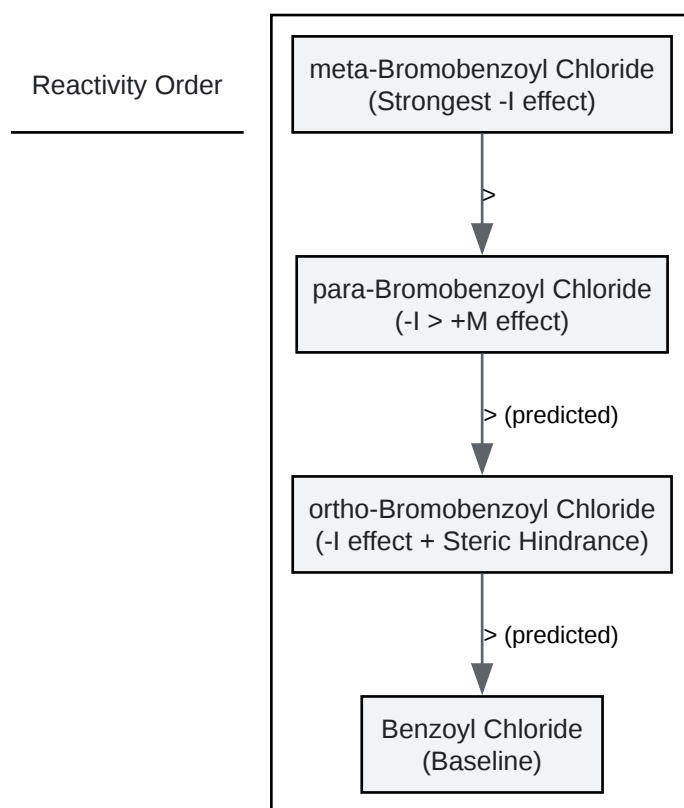 Reactivity Order
meta-Bromobenzoyl Chloride
(Strongest -I effect)
>
para-Bromobenzoyl Chloride
(-I > +M effect)
> (predicted)
ortho-Bromobenzoyl Chloride
(-I effect + Steric Hindrance)
> (predicted)
Benzoyl Chloride
(Baseline)